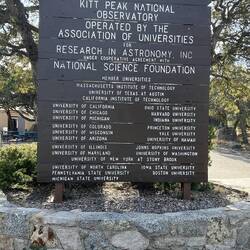 KITT PEAK NATIONAL
OBSERVATORY
OPERATED BY THE
ASSOCIATION OF UNIVERSITIES
FOR
RESEARCH IN ASTRONOMY, INC
UNDER COOPERATIVE AGREEMENT WITH
NATIONAL SCIENCE FOUNDATION
MEMBER UNIVERSITIES
MASSACHUSETTS INSTITUTE OF TECHNOLOGY
UNIVERSITY OF TEXAS AT AUSTIN
CALIFORNIA INSTITUTE OF TECHNOLOGY
UNIVERSITY OF CALIFORNIA OHIO STATE UNIVERSITY
UNIVERSITY OF CHICAGO HARVARD UNIVERSITY
UNIVERSITY OF MICHIGAN INDIANA UNIVERSITY
UNIVERSITY OF COLORADO PRINCETON UNIVERSITY
UNIVERSITY OF WISCONSIN YALE UNIVERSITY
UNIVERSITY OF ARIZONA UNIVERSITY OF HAWAII
UNIVERSITY OF ILLINOIS JOHNS HOPKINS UNIVERSITY
UNIVERSITY OF MARYLAND UNIVERSITY OF WASHINGTON
UNIVERSITY OF NEW YORK AT STONY BROOK
UNIVERSITY OF NORTH CAROLINA IOWA STATE UNIVERSITY
PENNSYLVANIA STATE UNIVERSITY BOSTON UNIVERSITY
MICHIGAN STATE UNIVERSITY